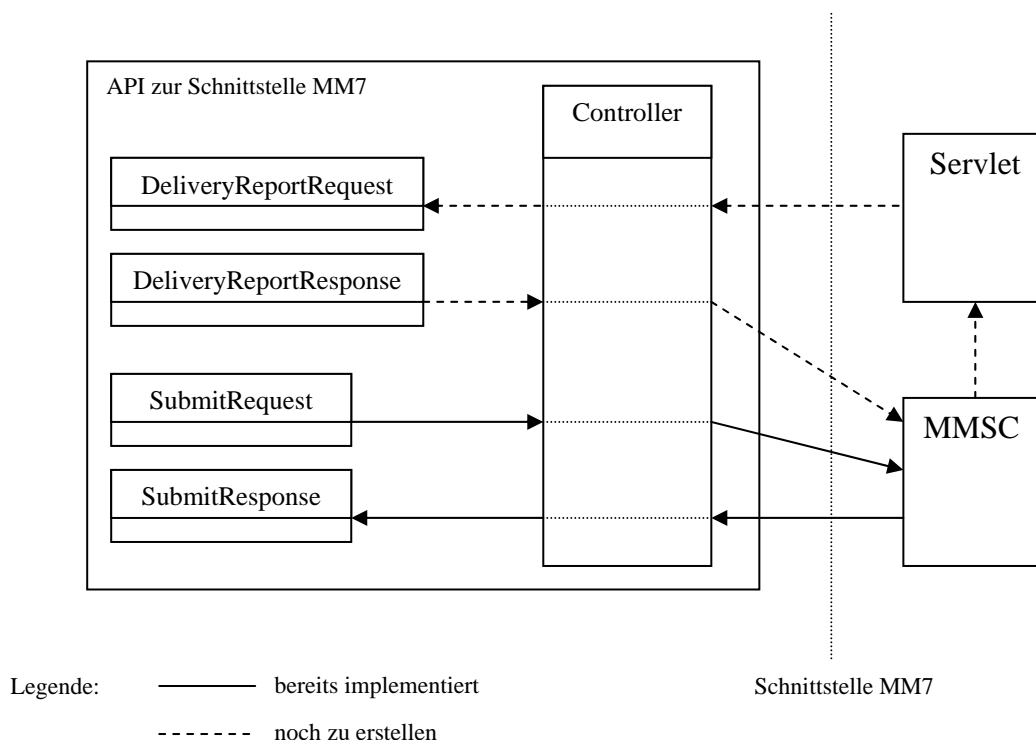 API zur Schnittstelle MM7
Controller
DeliveryReportRequest
Servlet
DeliveryReportResponse
SubmitRequest
MMSC
SubmitResponse
Legende:
bereits implementiert
Schnittstelle MM7
noch zu erstellen